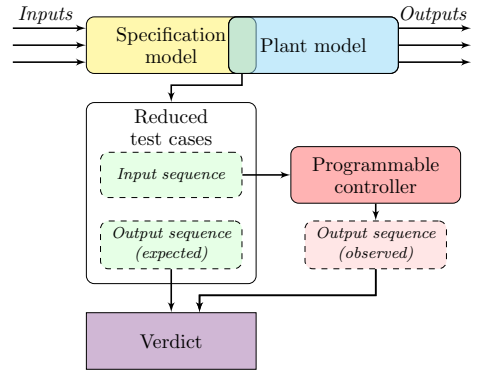 Inputs
Outputs
Specification
model
Plant model
Reduced
test cases
Input sequence
Programmable
controller
Output sequence
(expected)
Output sequence
(observed)
Verdict